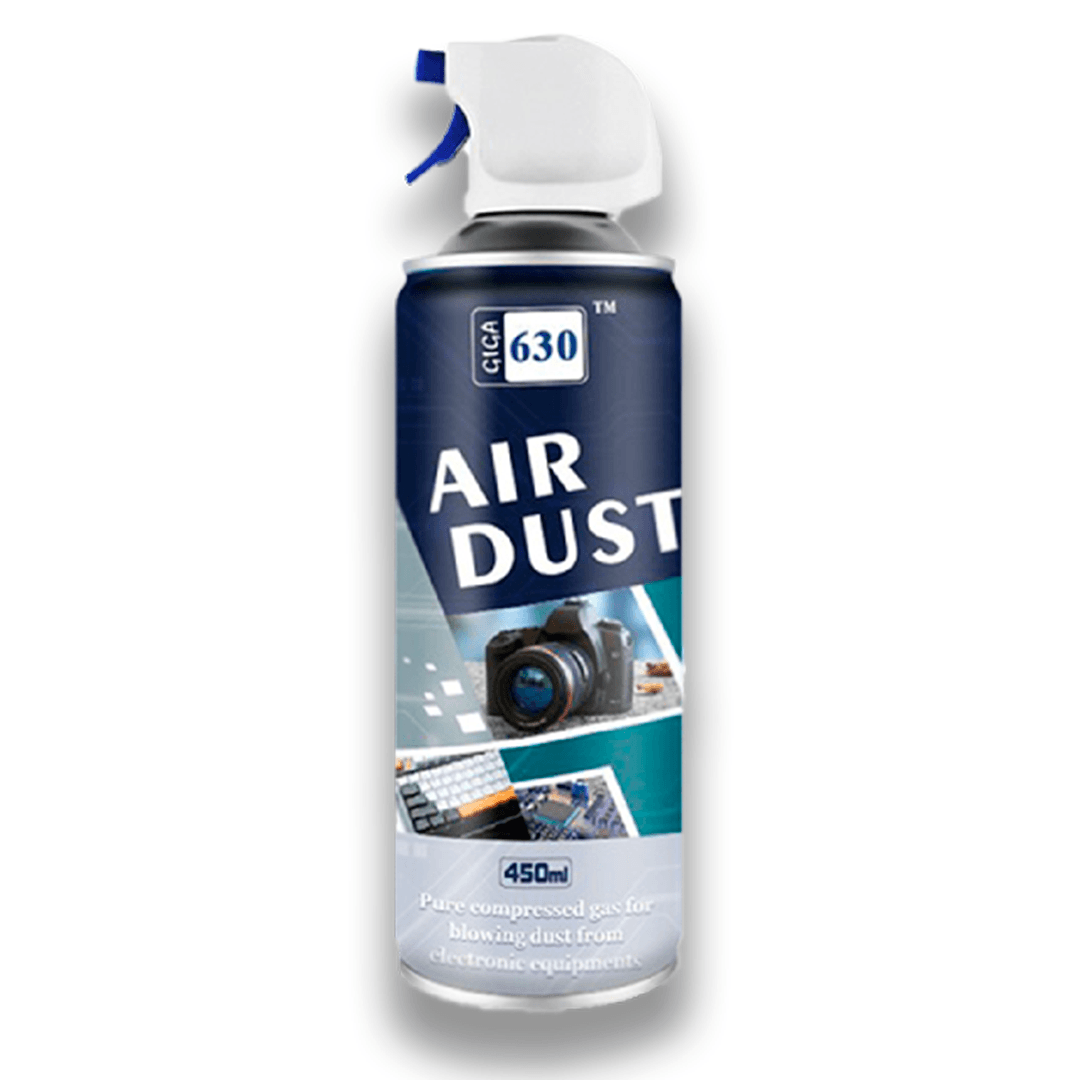 GIGA 630 ™
AIR
DUST
450ml
Pure compressed gas for
blowing dust from
electronic equipments